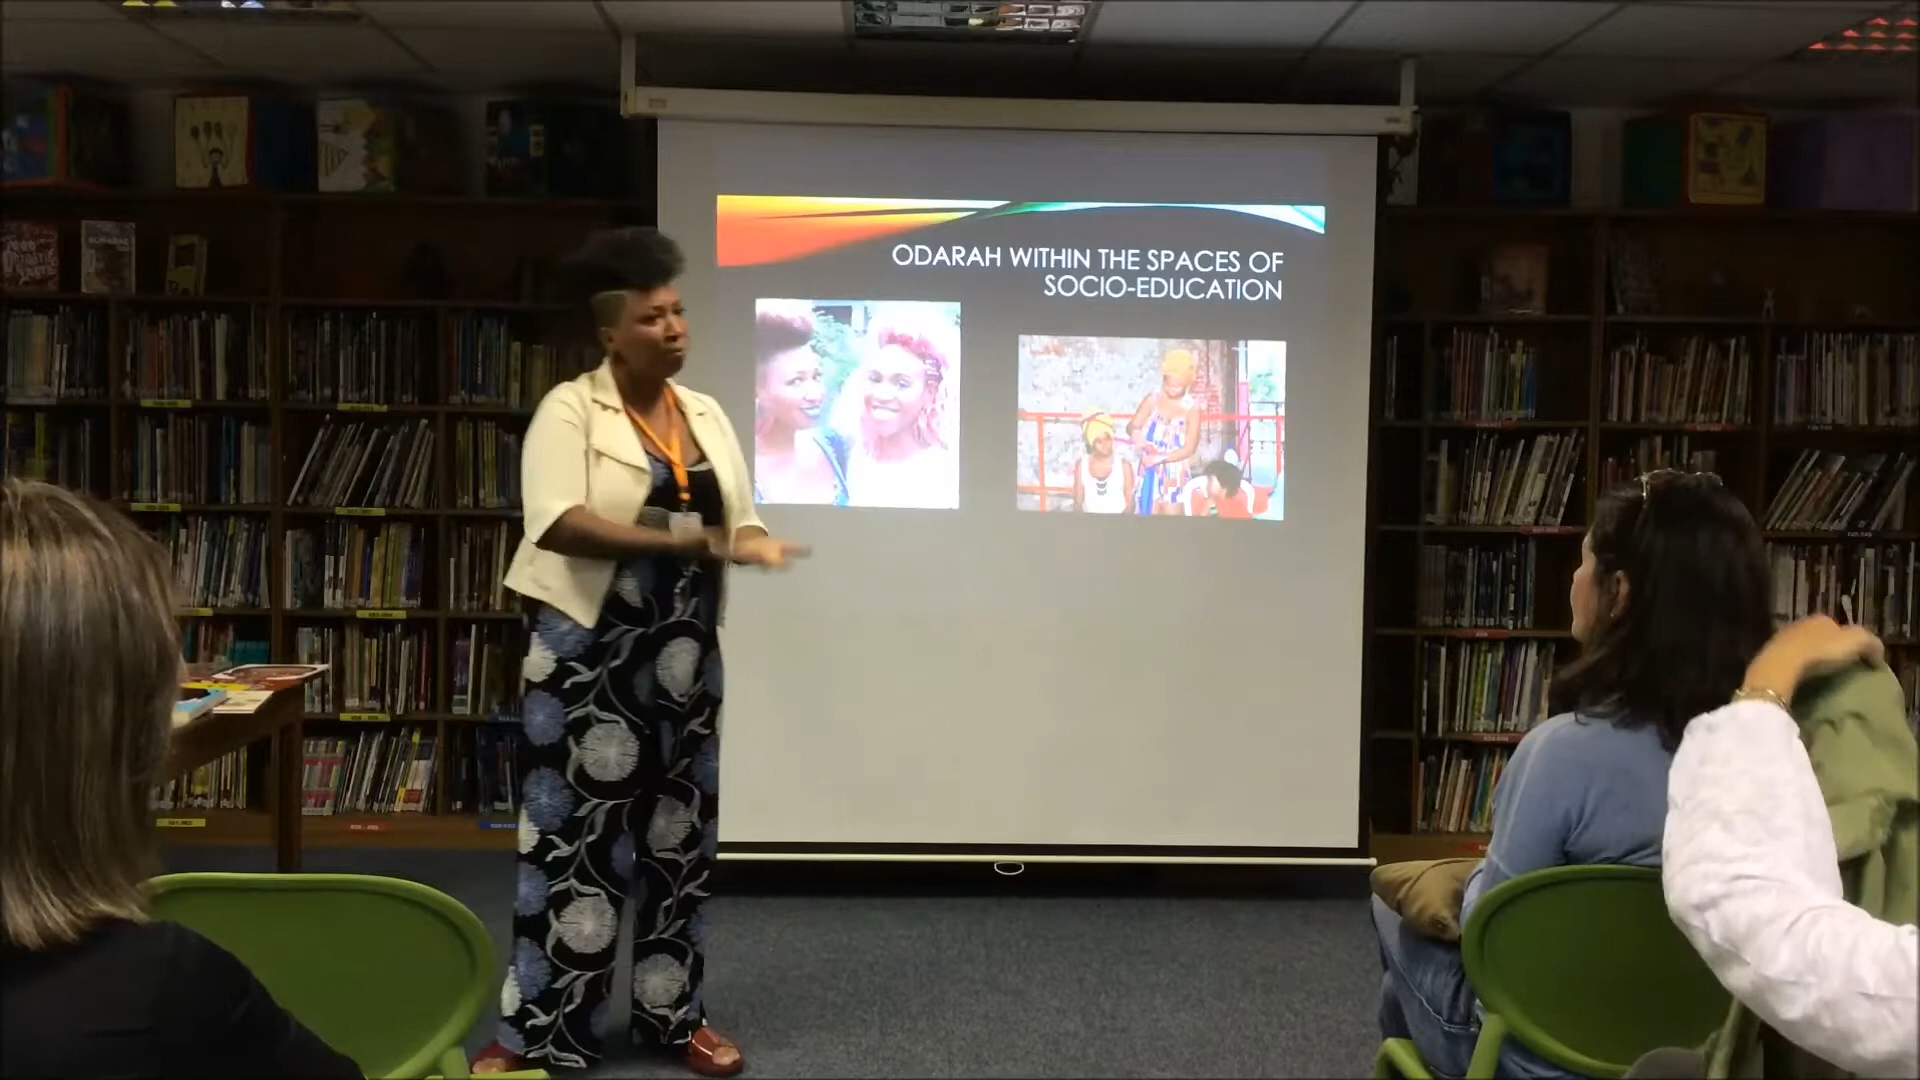 ODARAH WITHIN THE SPACES OF
SOCIO-EDUCATION